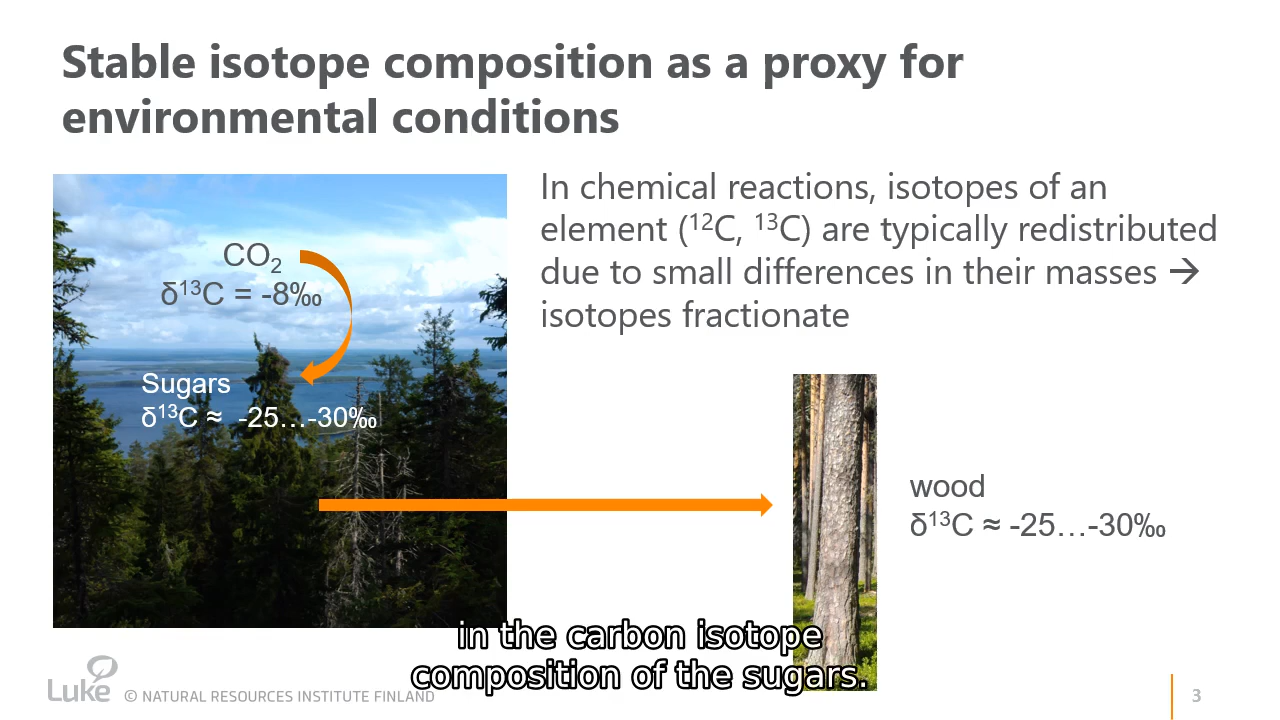 Stable isotope composition as a proxy for
environmental conditions
In chemical reactions, isotopes of an
element (¹²C, ¹³C) are typically redistributed
due to small differences in their masses →
isotopes fractionate
CO₂
δ¹³C = -8‰
Sugars
δ¹³C ≈ -25…-30‰
wood
δ¹³C ≈ -25…-30‰
in the carbon isotope
composition of the sugars.
Luke
© NATURAL RESOURCES INSTITUTE FINLAND
3